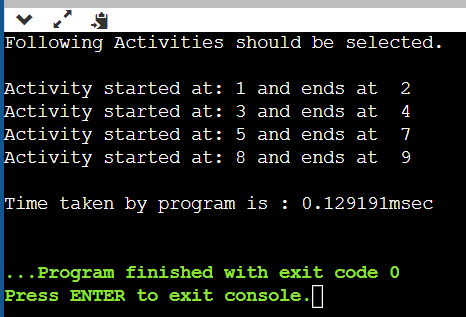 Following Activities should be selected.
Activity started at: 1 and ends at  2
Activity started at: 3 and ends at  4
Activity started at: 5 and ends at  7
Activity started at: 8 and ends at  9
Time taken by program is : 0.129191msec
...Program finished with exit code 0
Press ENTER to exit console.